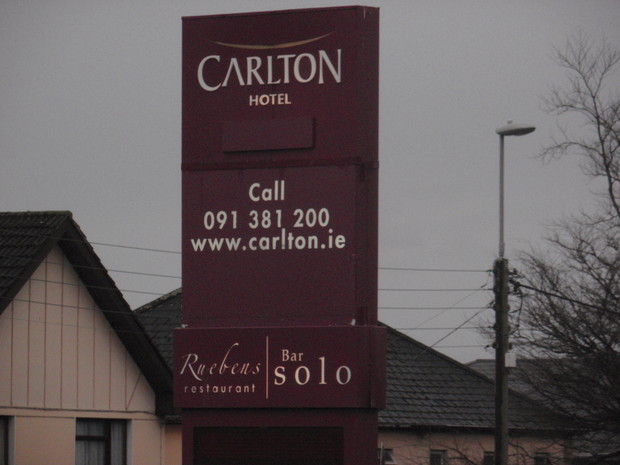 CARLTON
HOTEL
Call
091 381 200
www.carlton.ie
Ruebens
restaurant
Bar
solo